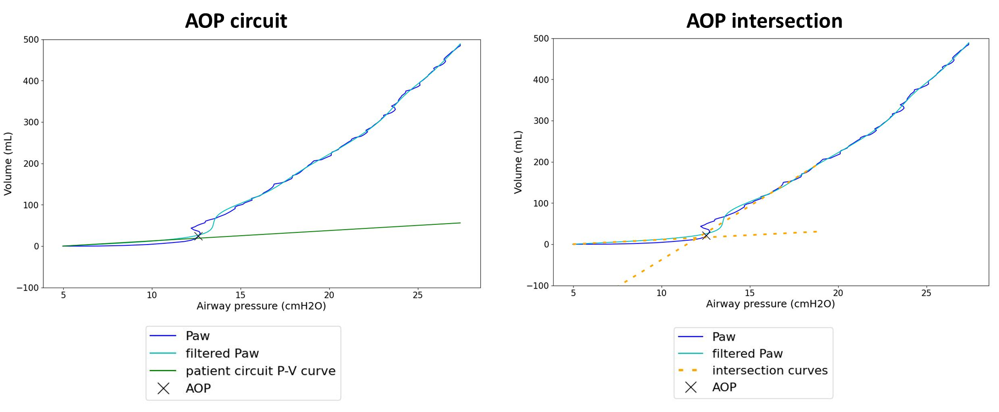 AOP circuit
500
400
300
200
100
0
−100
Volume (mL)
5 10 15 20 25
Airway pressure (cmH2O)
Paw
filtered Paw
patient circuit P-V curve
AOP
AOP intersection
500
400
300
200
100
0
−100
Volume (mL)
5 10 15 20 25
Airway pressure (cmH2O)
Paw
filtered Paw
intersection curves
AOP